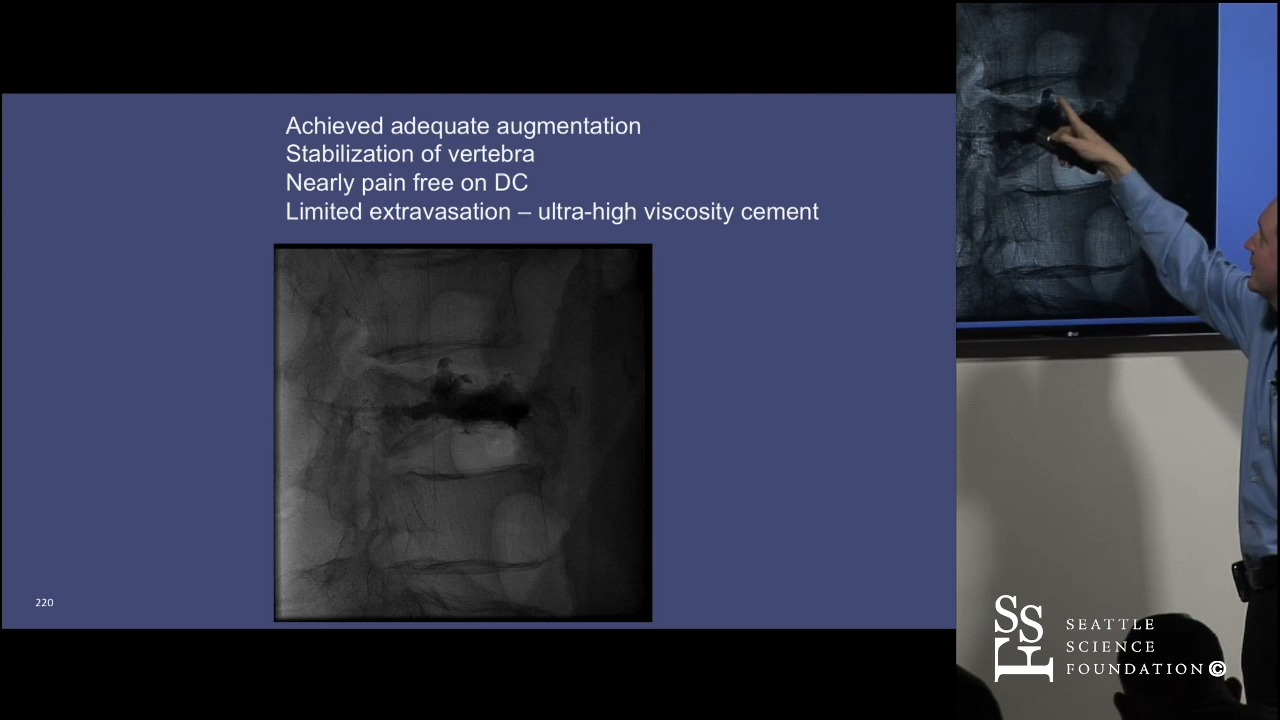 Achieved adequate augmentation
Stabilization of vertebra
Nearly pain free on DC
Limited extravasation – ultra-high viscosity cement
220
SSF
SEATTLE
SCIENCE
FOUNDATION©